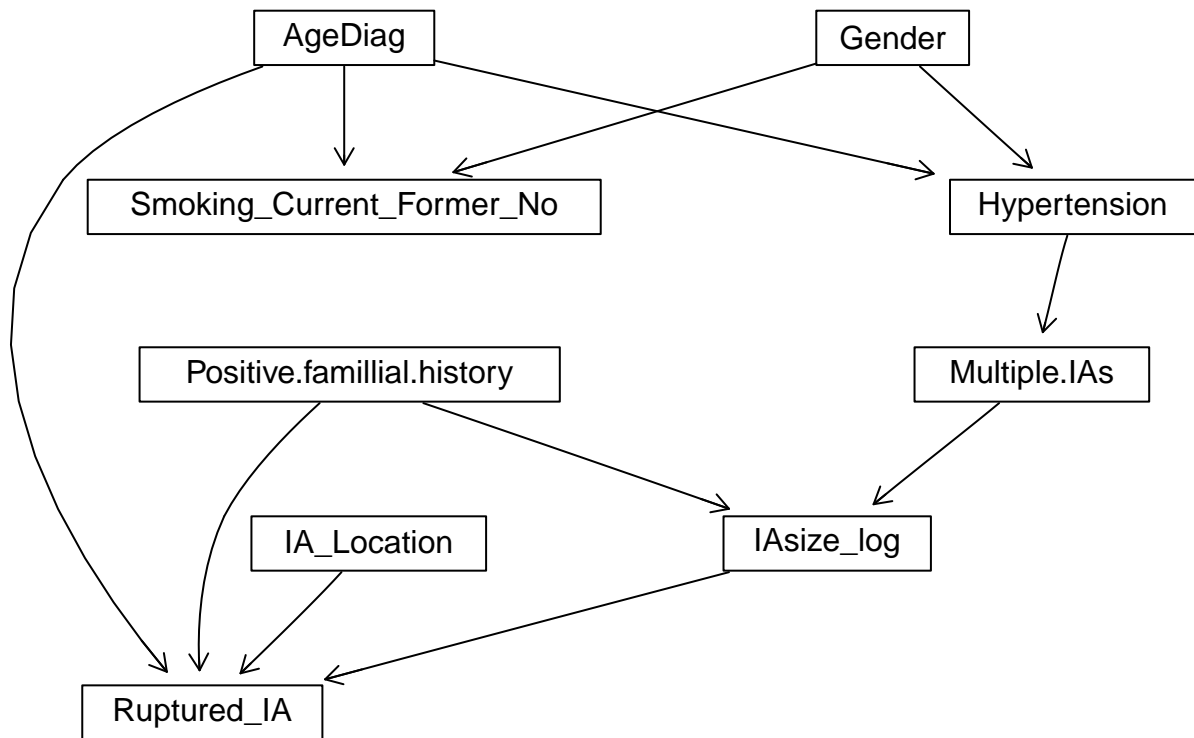 AgeDiag
Gender
Smoking_Current_Former_No
Hypertension
Positive.famillial.history
Multiple.IAs
IA_Location
IAsize_log
Ruptured_IA